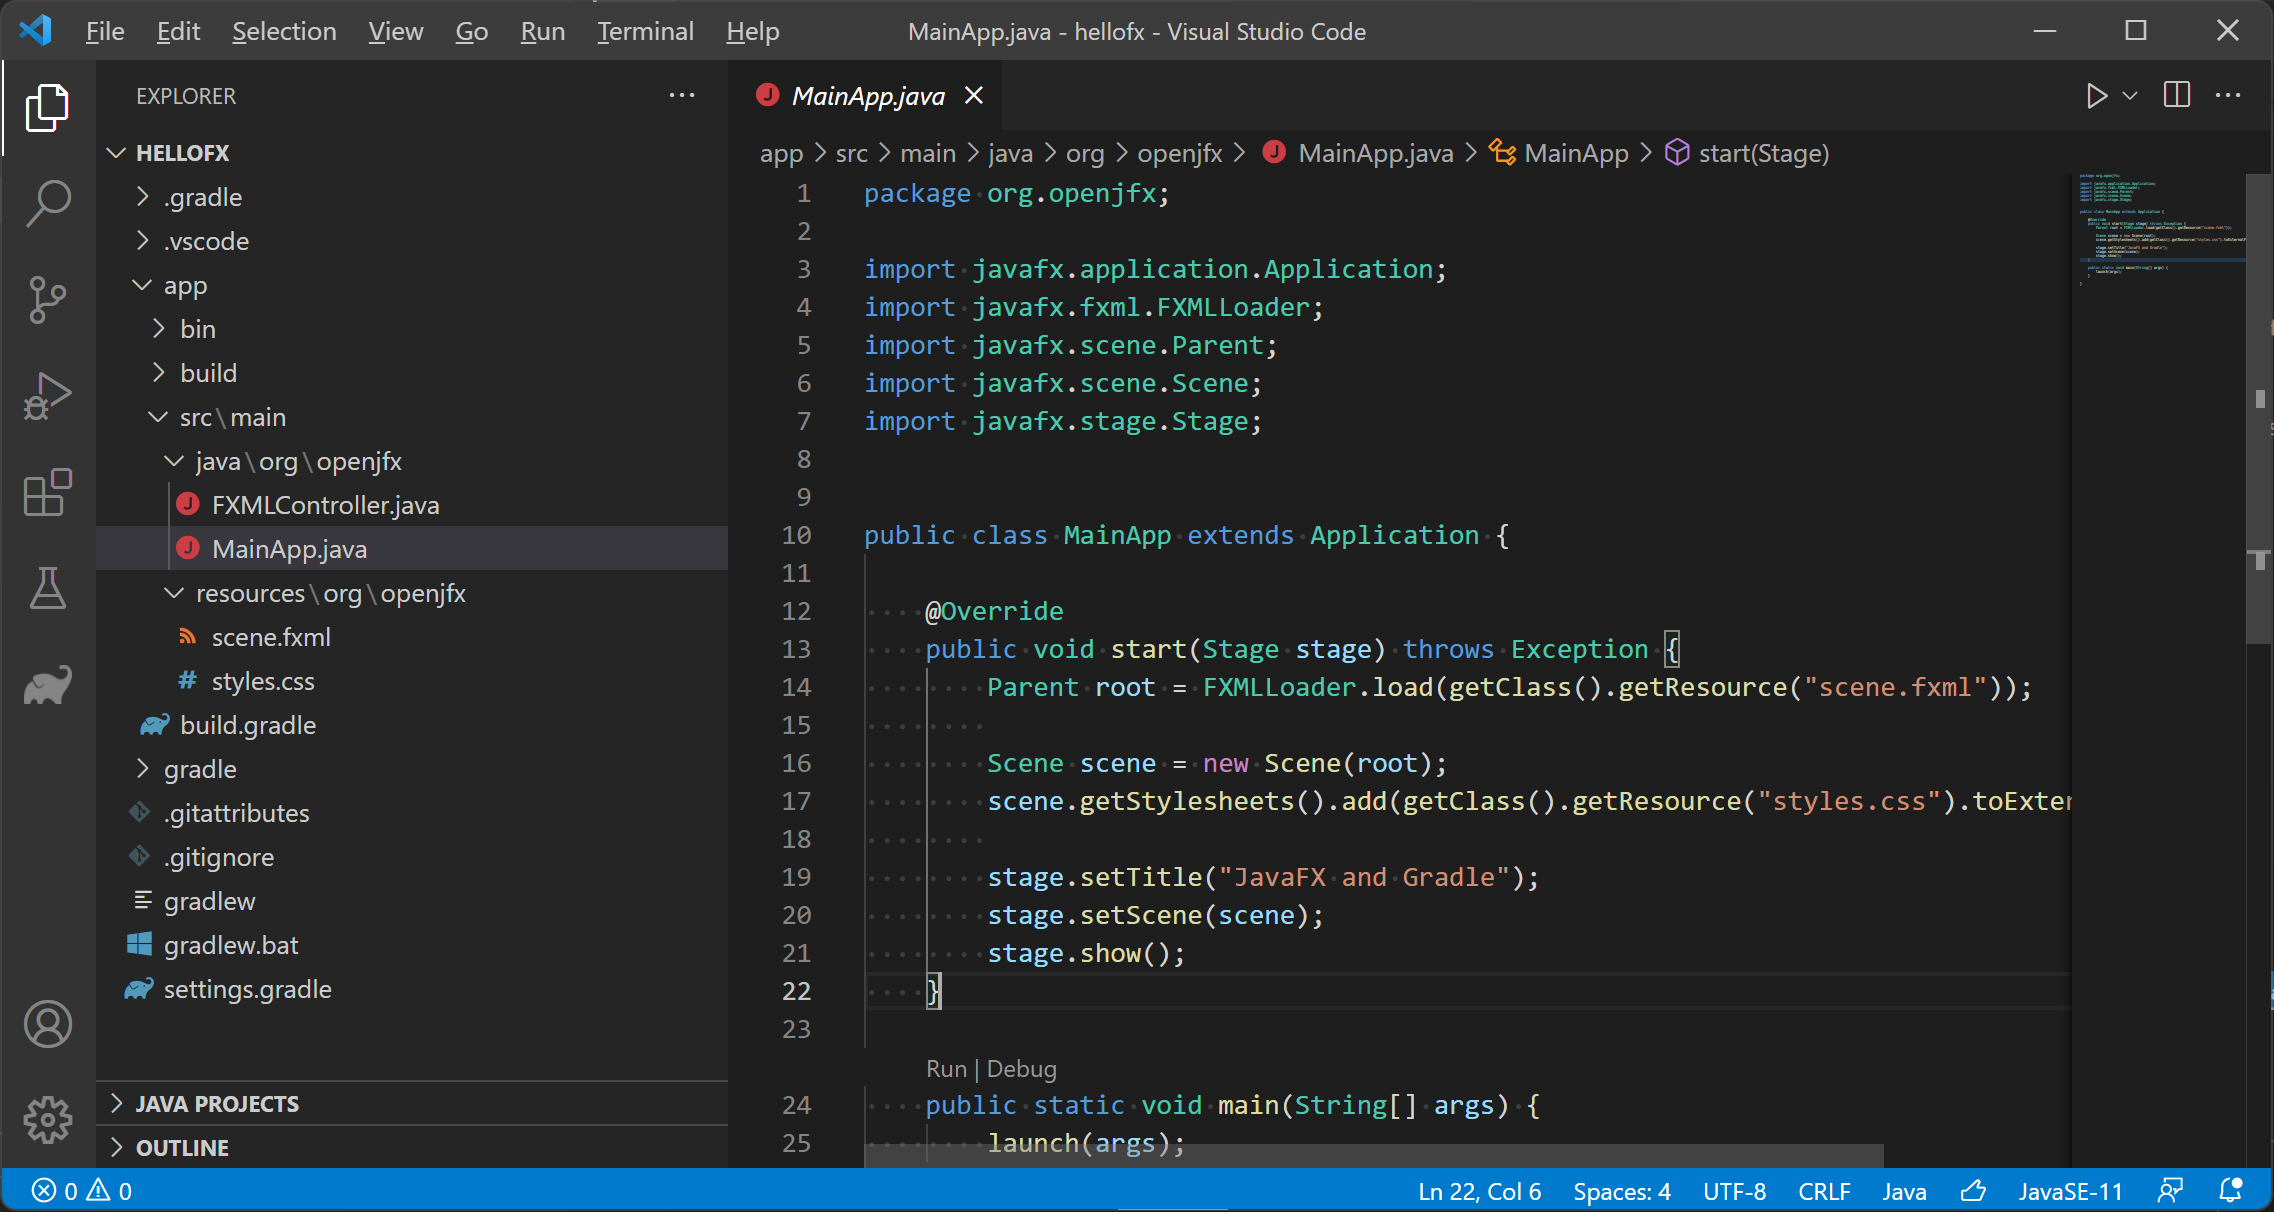 File Edit Selection View Go Run Terminal Help MainApp.java - hellofx - Visual Studio Code
EXPLORER
HELLOFX
.gradle
.vscode
app
bin
build
src\main
java\org\openjfx
FXMLController.java
MainApp.java
resources\org\openjfx
scene.fxml
styles.css
build.gradle
gradle
.gitattributes
.gitignore
gradlew
gradlew.bat
settings.gradle
JAVA PROJECTS
OUTLINE
MainApp.java
app > src > main > java > org > openjfx > MainApp.java > MainApp > start(Stage)
1 package org.openjfx;
2
3 import javafx.application.Application;
4 import javafx.fxml.FXMLLoader;
5 import javafx.scene.Parent;
6 import javafx.scene.Scene;
7 import javafx.stage.Stage;
8
9
10 public class MainApp extends Application {
11
12 @Override
13 public void start(Stage stage) throws Exception {
14 Parent root = FXMLLoader.load(getClass().getResource("scene.fxml"));
15
16 Scene scene = new Scene(root);
17 scene.getStylesheets().add(getClass().getResource("styles.css").toExter
18
19 stage.setTitle("JavaFX and Gradle");
20 stage.setScene(scene);
21 stage.show();
22 }
23
Run | Debug
24 public static void main(String[] args) {
25 launch(args);
0 0 Ln 22, Col 6 Spaces: 4 UTF-8 CRLF Java JavaSE-11